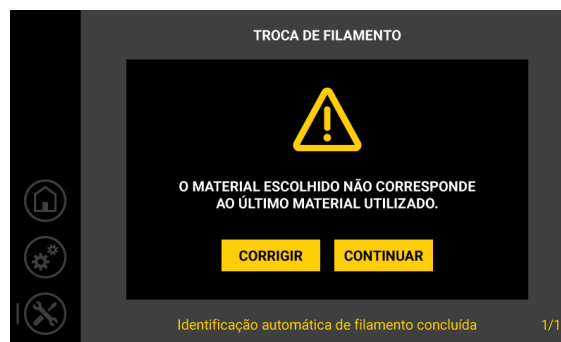 TROCA DE FILAMENTO
O MATERIAL ESCOLHIDO NÃO CORRESPONDE
AO ÚLTIMO MATERIAL UTILIZADO.
CORRIGIR CONTINUAR
Identificação automática de filamento concluída 1/1